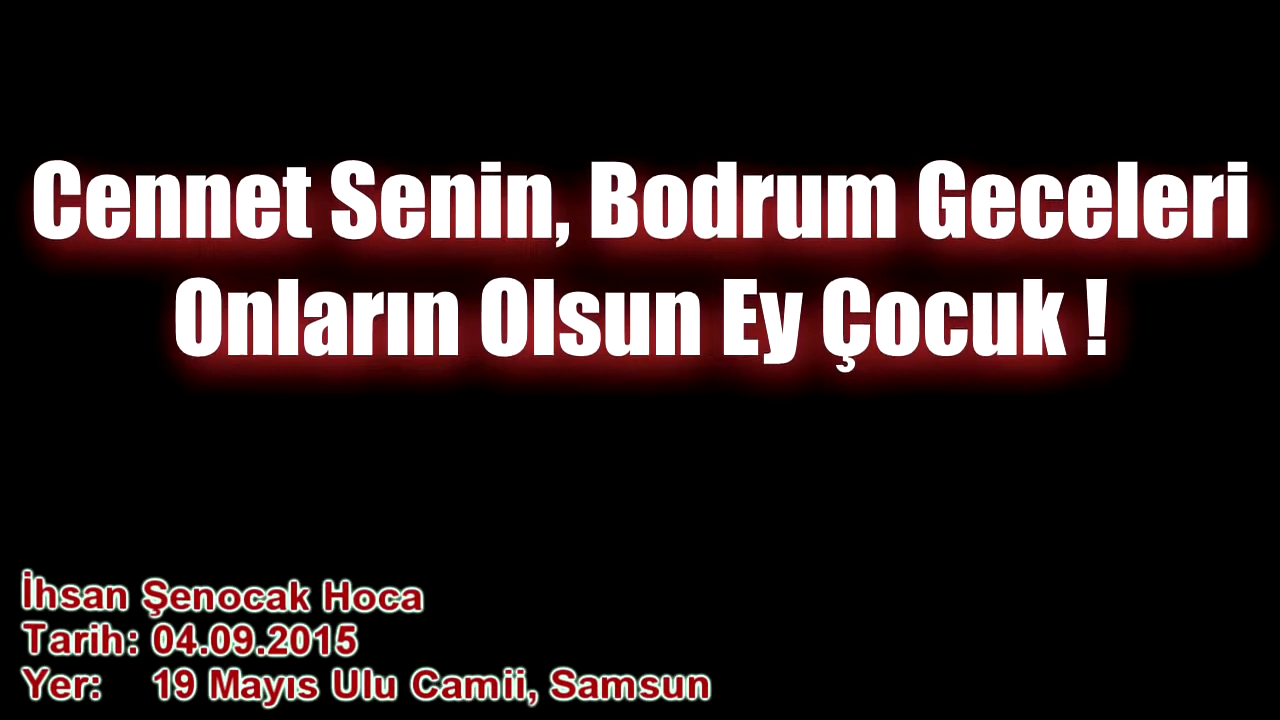 Cennet Senin, Bodrum Geceleri
Onların Olsun Ey Çocuk !
İhsan Şenocak Hoca
Tarih: 04.09.2015
Yer: 19 Mayıs Ulu Camii, Samsun